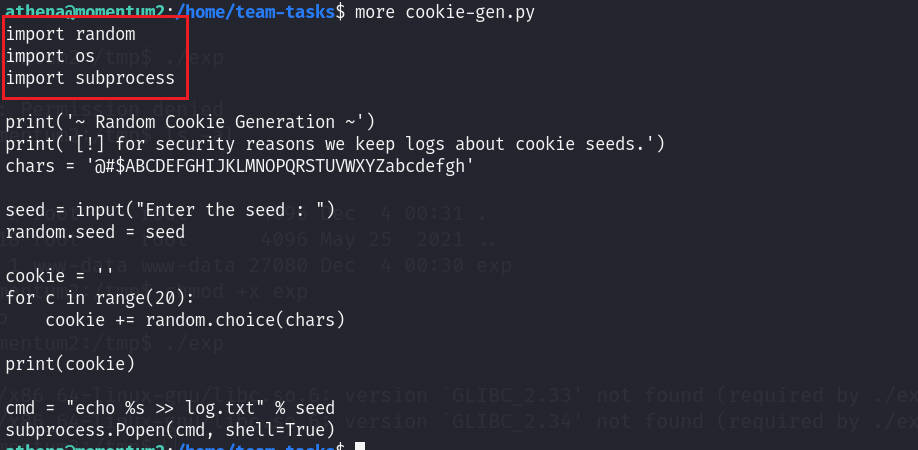 athena@momentum2:/home/team-tasks$ more cookie-gen.py
import random
import os
import subprocess
print('~ Random Cookie Generation ~')
print('[!] for security reasons we keep logs about cookie seeds.')
chars = '@#$ABCDEFGHIJKLMNOPQRSTUVWXYZabcdefgh'
seed = input("Enter the seed : ")
random.seed = seed
cookie = ''
for c in range(20):
    cookie += random.choice(chars)
print(cookie)
cmd = "echo %s >> log.txt" % seed
subprocess.Popen(cmd, shell=True)
athena@momentum2:/home/team-tasks$